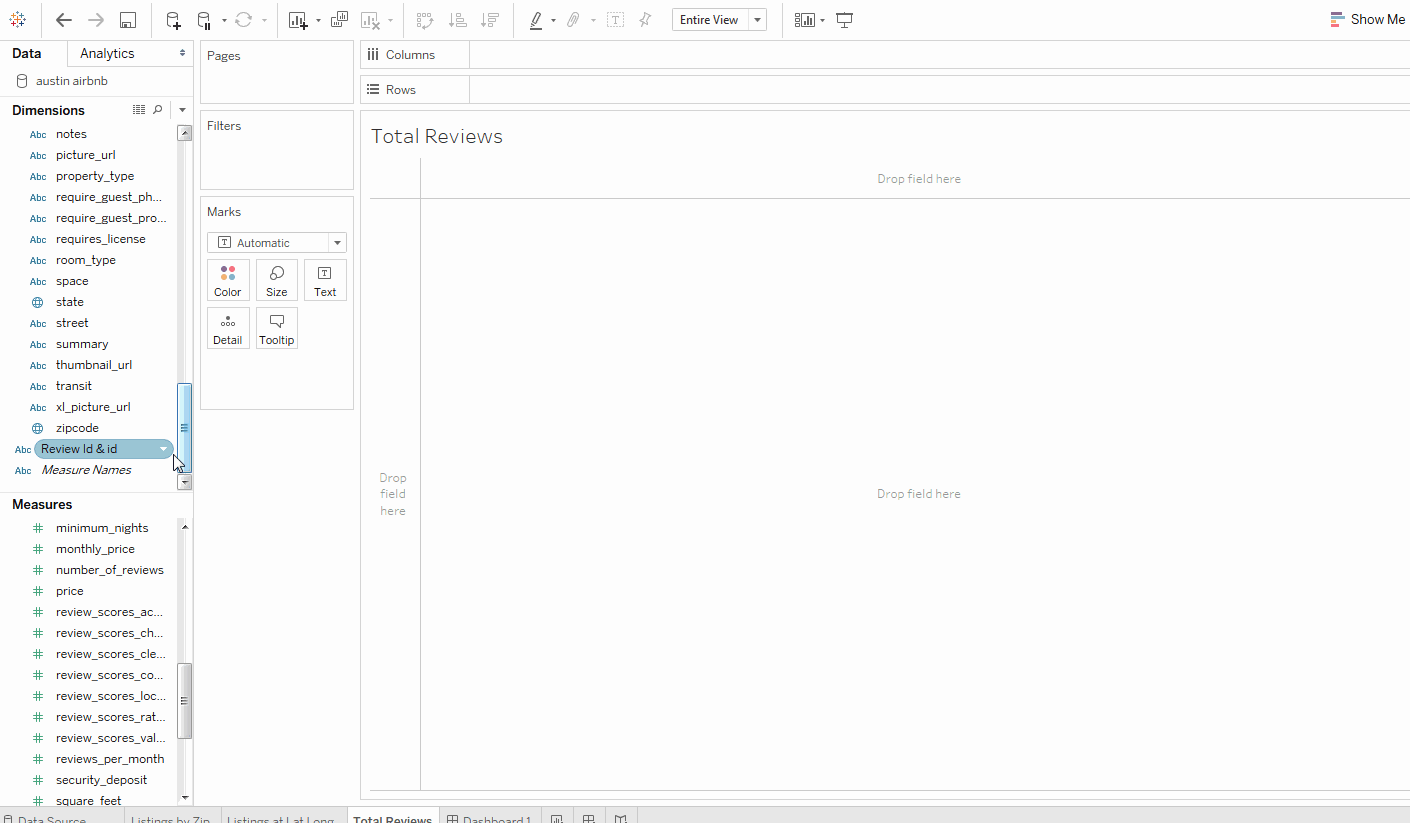 Entire View
Show Me
Data
Analytics
austin airbnb
Dimensions
Abc notes
Abc picture_url
Abc property_type
Abc require_guest_ph...
Abc require_guest_pro...
Abc requires_license
Abc room_type
Abc space
state
Abc street
Abc summary
Abc thumbnail_url
Abc transit
Abc xl_picture_url
zipcode
Abc Review Id & id
Abc Measure Names
Measures
# minimum_nights
# monthly_price
# number_of_reviews
# price
# review_scores_ac...
# review_scores_ch...
# review_scores_cle...
# review_scores_co...
# review_scores_loc...
# review_scores_rat...
# review_scores_val...
# reviews_per_month
# security_deposit
# square_feet
Pages
Filters
Marks
T Automatic
Color
Size
T
Text
Detail
Tooltip
Columns
Rows
Total Reviews
Drop field here
Drop
field
here
Drop field here
Data Source
Listings by Zip
Listings at Lat Long
Total Reviews
Dashboard 1